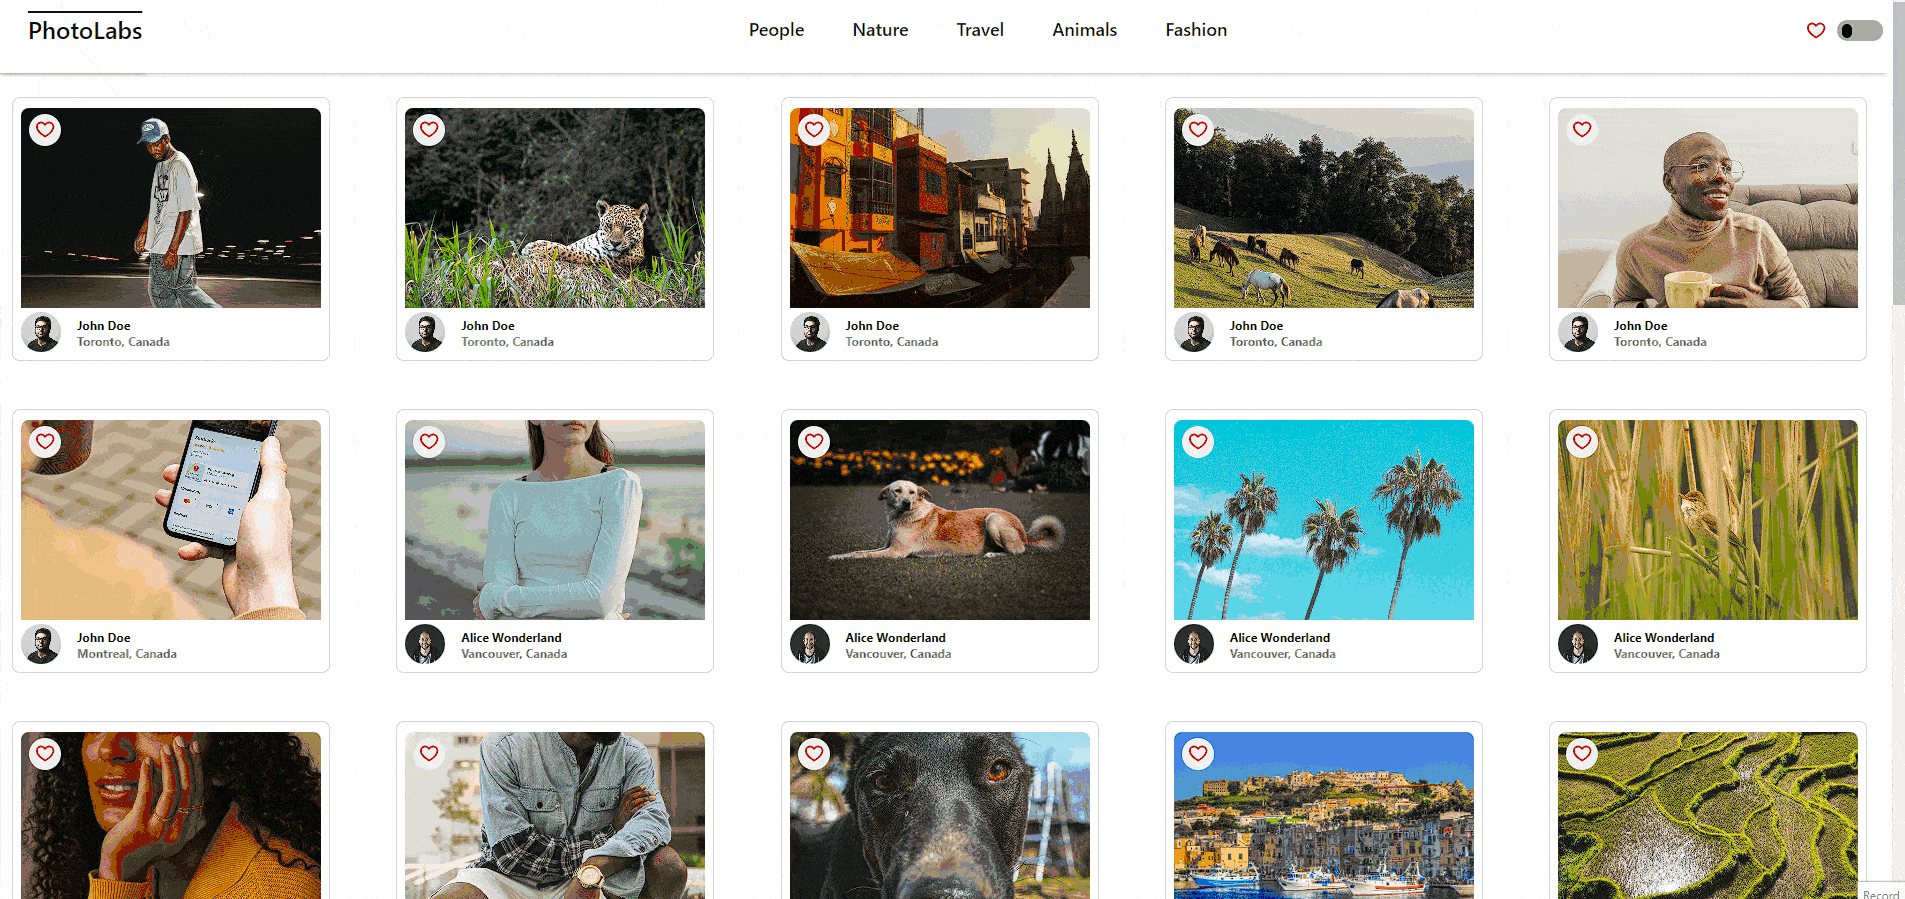 PhotoLabs
People
Nature
Travel
Animals
Fashion
John Doe
Toronto, Canada
John Doe
Toronto, Canada
John Doe
Toronto, Canada
John Doe
Toronto, Canada
John Doe
Toronto, Canada
John Doe
Montreal, Canada
Alice Wonderland
Vancouver, Canada
Alice Wonderland
Vancouver, Canada
Alice Wonderland
Vancouver, Canada
Alice Wonderland
Vancouver, Canada
Record